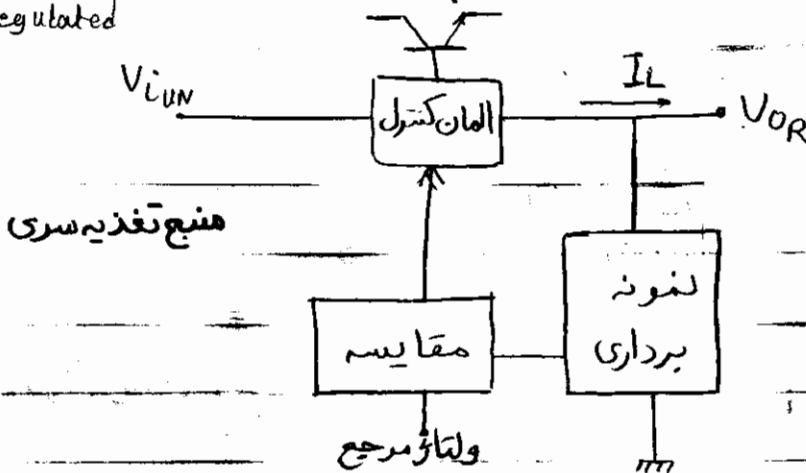 egulated
Vi UN
المان کنترل
IL
VOR
منبع تغذیه سری
نمونه
برداری
مقایسه
ولتاژ مرجع